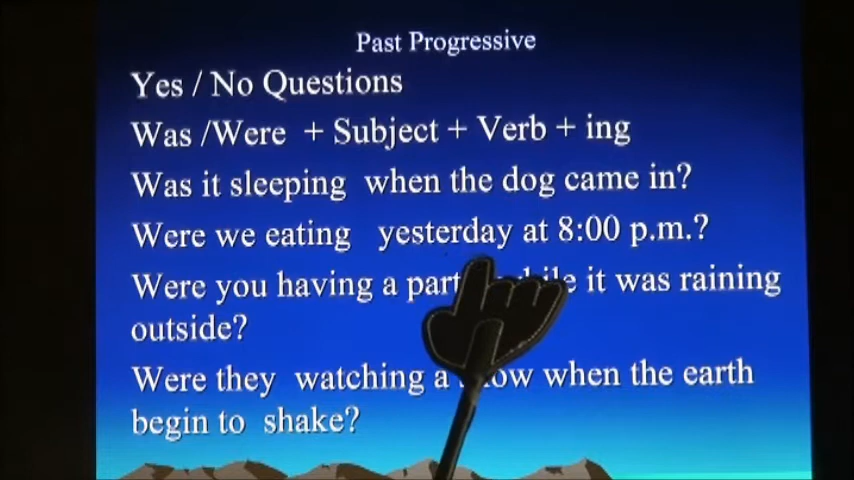 Past Progressive
Yes / No Questions
Was /Were + Subject + Verb + ing
Was it sleeping when the dog came in?
Were we eating yesterday at 8:00 p.m.?
Were you having a it was raining
outside?
Were they watching a when the earth
begin to shake?